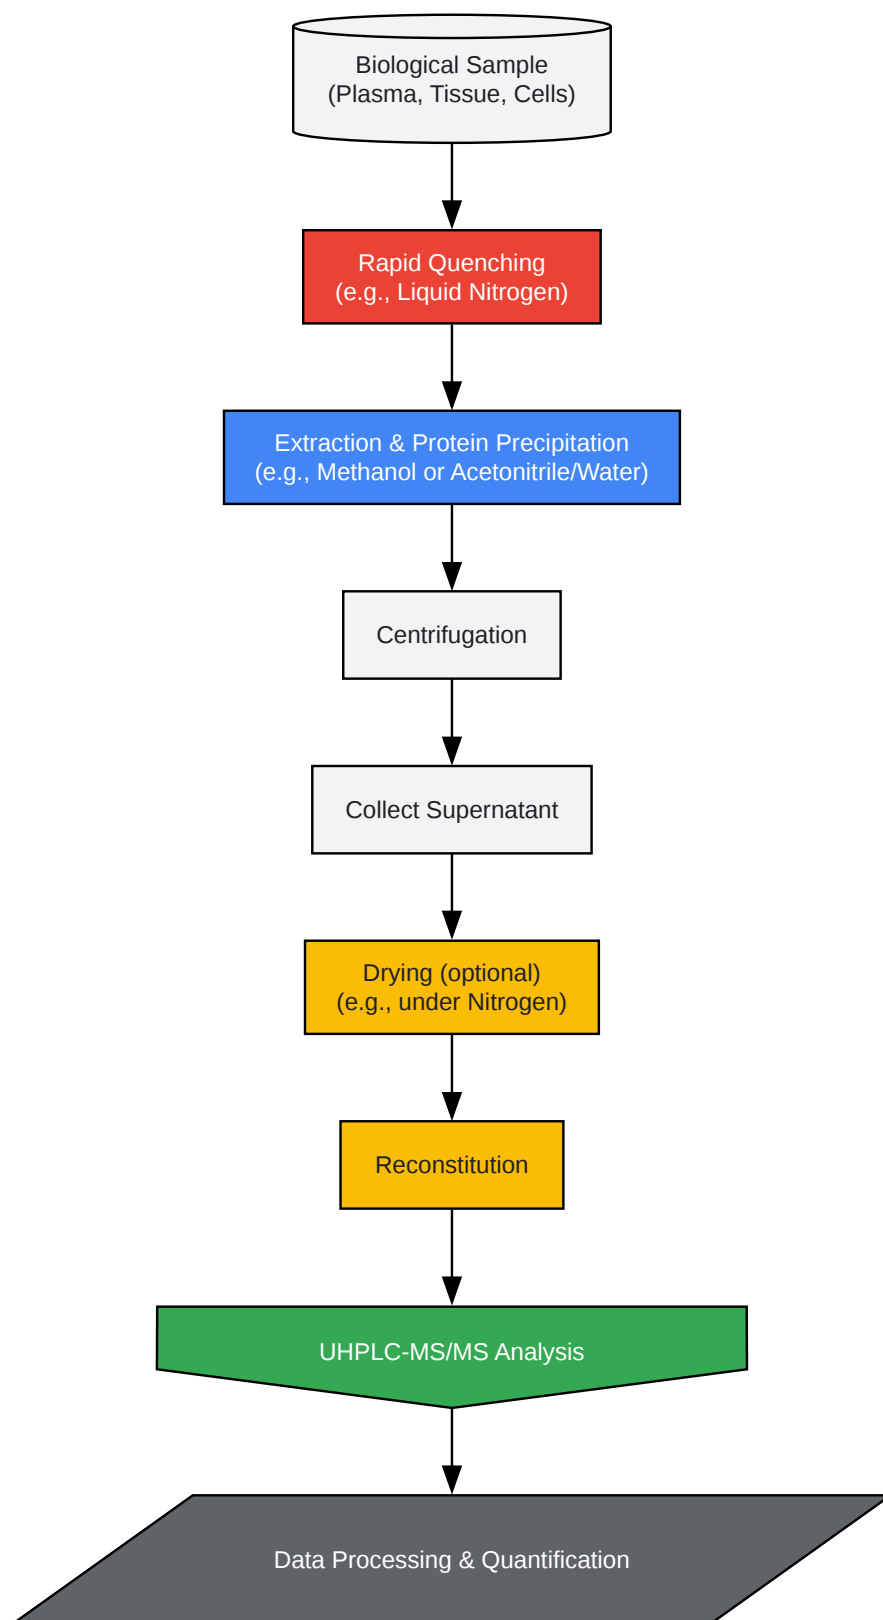 Biological Sample
(Plasma, Tissue, Cells)
Rapid Quenching
(e.g., Liquid Nitrogen)
Extraction & Protein Precipitation
(e.g., Methanol or Acetonitrile/Water)
Centrifugation
Collect Supernatant
Drying (optional)
(e.g., under Nitrogen)
Reconstitution
UHPLC-MS/MS Analysis
Data Processing & Quantification